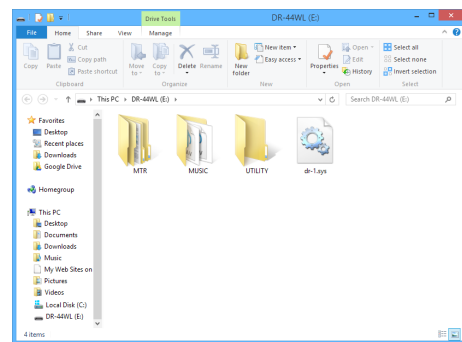 Drive Tools
DR-44WL (E:)
File Home Share View Manage
Copy
Paste
Cut
Copy path
Paste shortcut
Move to
Copy to
Delete
Rename
New folder
New item
Easy access
Properties
Open
Edit
History
Select all
Select none
Invert selection
Clipboard Organize New Open Select
This PC DR-44WL (E:)
Search DR-44WL (E:)
Favorites
Desktop
Recent places
Downloads
Google Drive
Homegroup
This PC
Desktop
Documents
Downloads
Music
My Web Sites on
Pictures
Videos
Local Disk (C:)
DR-44WL (E:)
MTR MUSIC UTILITY dr-1.sys
4 items